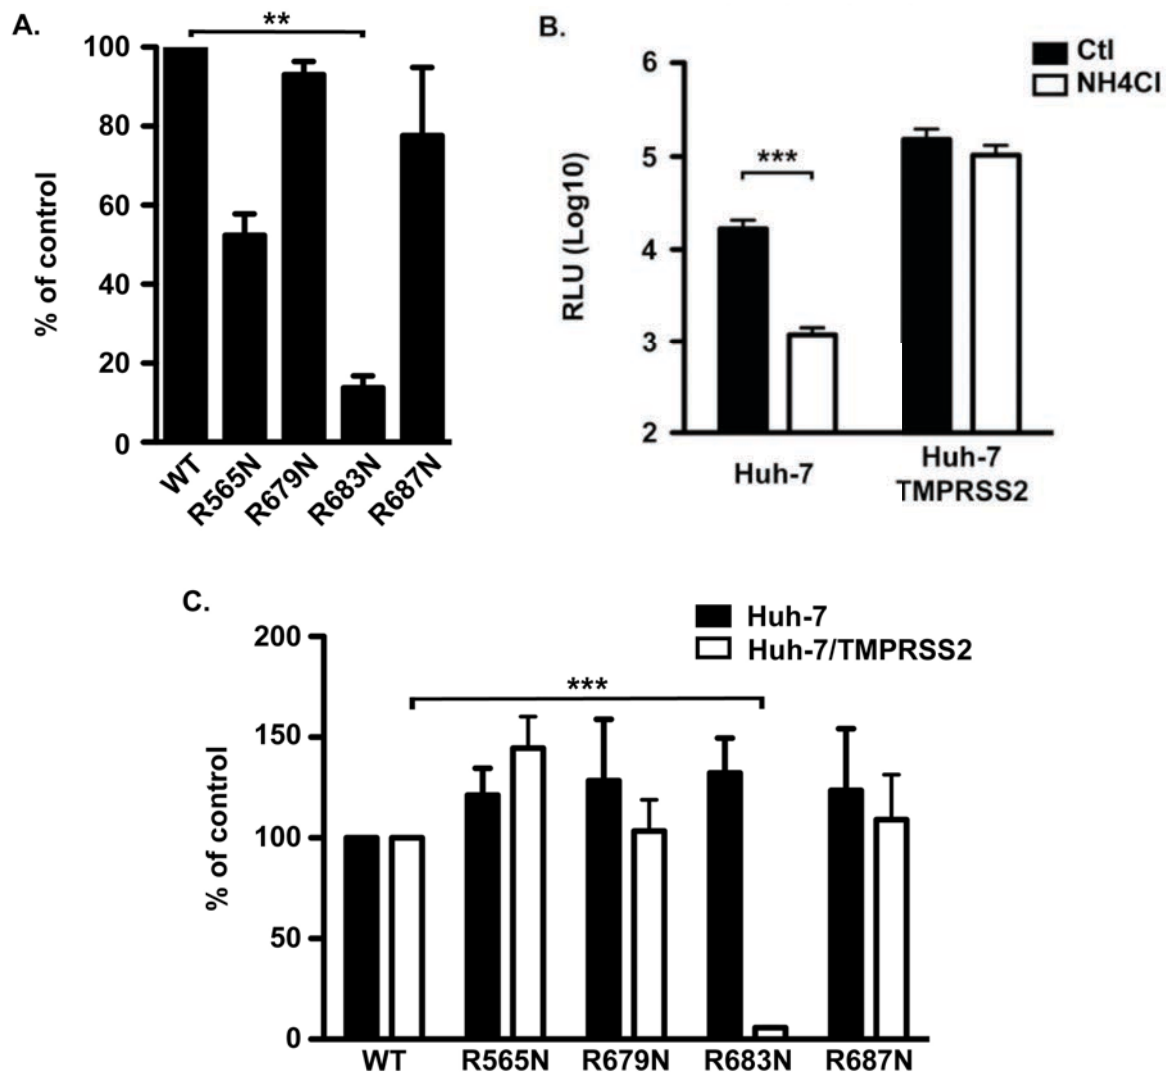 A.
**
100
80
60
40
20
0
% of control
WT
R565N
R679N
R683N
R687N
B.
Ctl
NH4Cl
6
5
4
3
2
RLU (Log10)
***
Huh-7
Huh-7
TMPRSS2
C.
Huh-7
Huh-7/TMPRSS2
200
150
100
50
0
% of control
***
WT
R565N
R679N
R683N
R687N